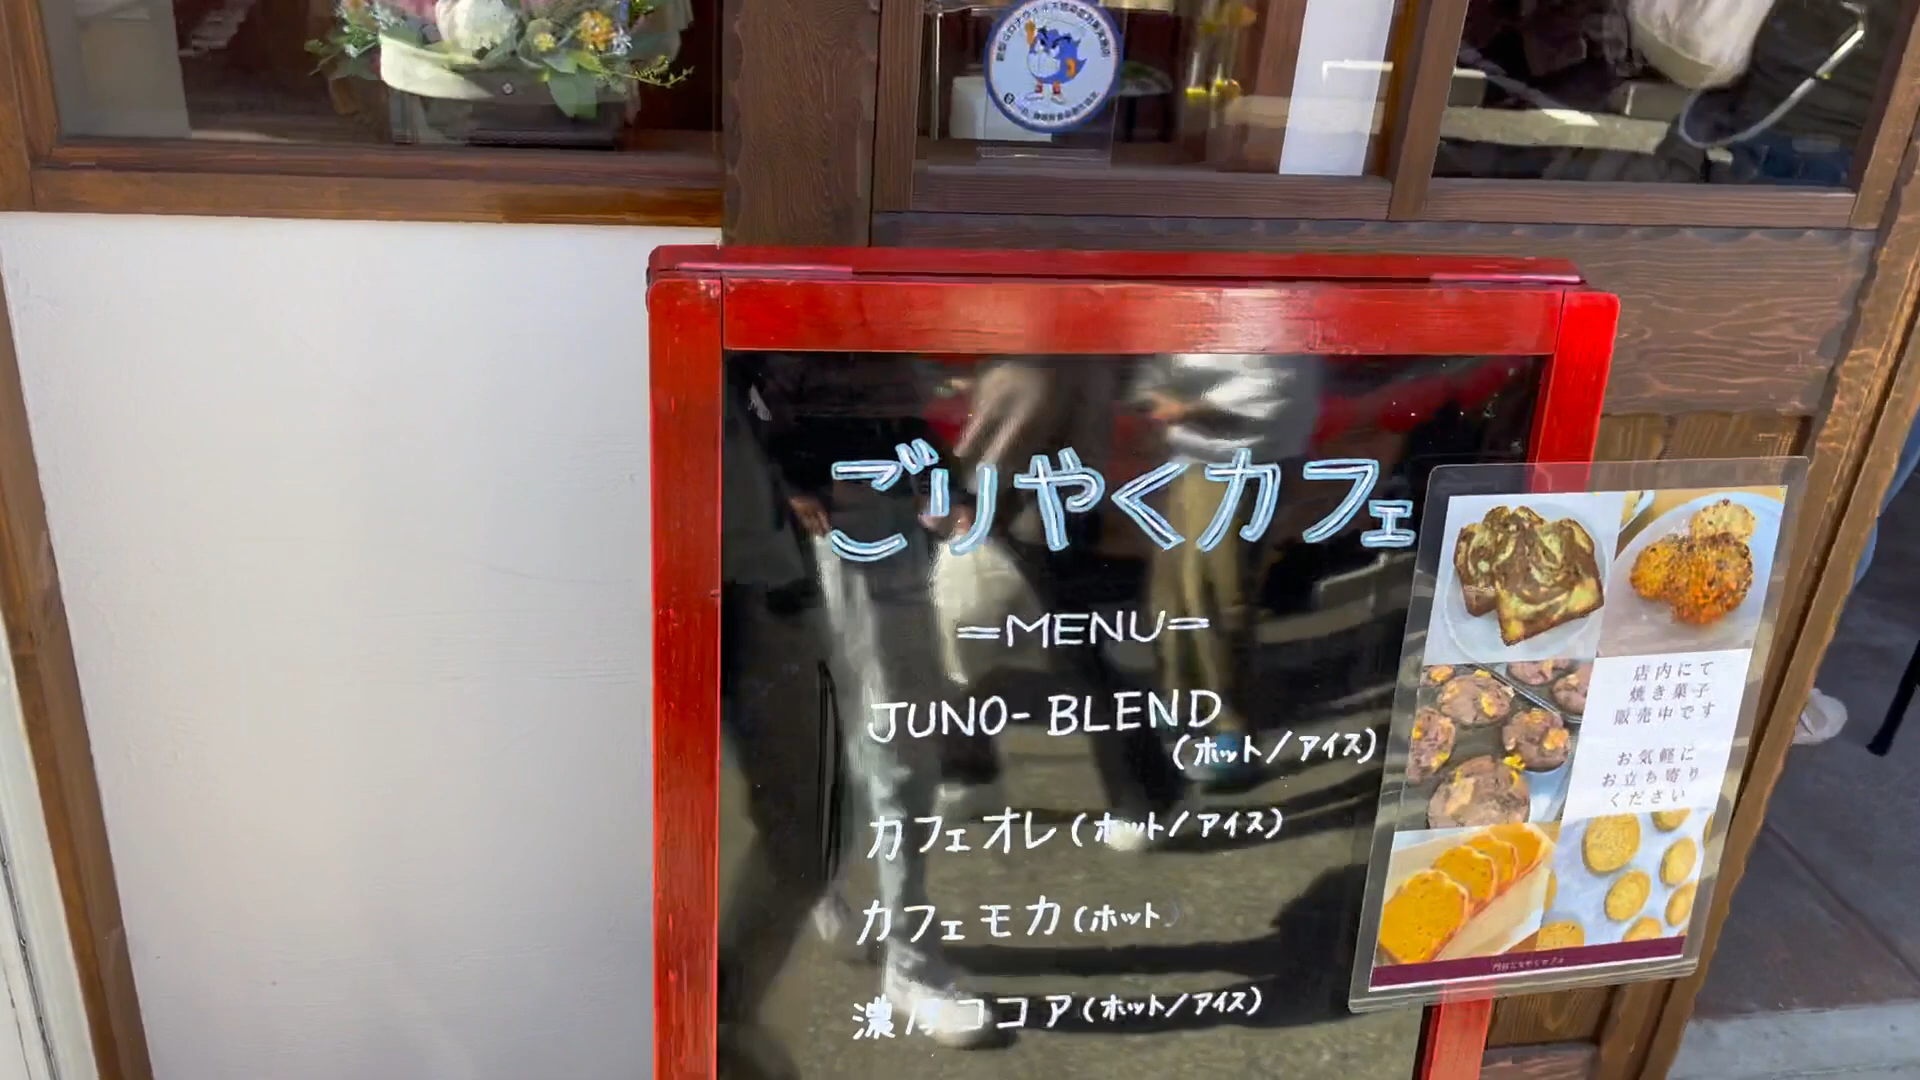 ごりやくカフェ
=MENU=
JUNO-BLEND
(ホット/アイス)
カフェオレ(ホット/アイス)
カフェモカ(ホット)
濃厚ココア(ホット/アイス)
店内にて
焼き菓子
販売中です
お気軽に
お立ち寄り
ください